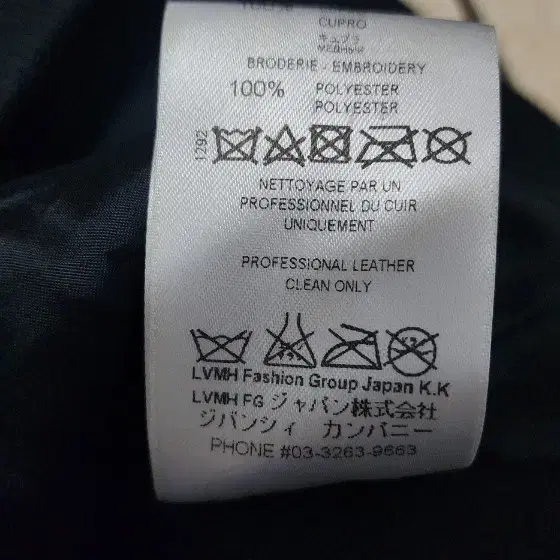 CUPRO
キュプラ
BRODERIE - EMBROIDERY
100% POLYESTER
POLYESTER
1292
NETTOYAGE PAR UN
PROFESSIONNEL DU CUIR
UNIQUEMENT
PROFESSIONAL LEATHER
CLEAN ONLY
LVMH Fashion Group Japan K.K
LVMH FG ジャパン株式会社
ジバンシィ カンパニー
PHONE #03-3263-9663